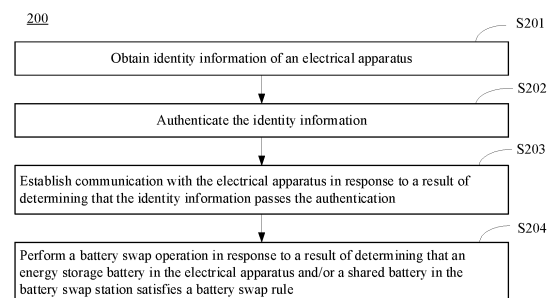 200
S201
Obtain identity information of an electrical apparatus
S202
Authenticate the identity information
S203
Establish communication with the electrical apparatus in response to a result of
determining that the identity information passes the authentication
S204
Perform a battery swap operation in response to a result of determining that an
energy storage battery in the electrical apparatus and/or a shared battery in the
battery swap station satisfies a battery swap rule